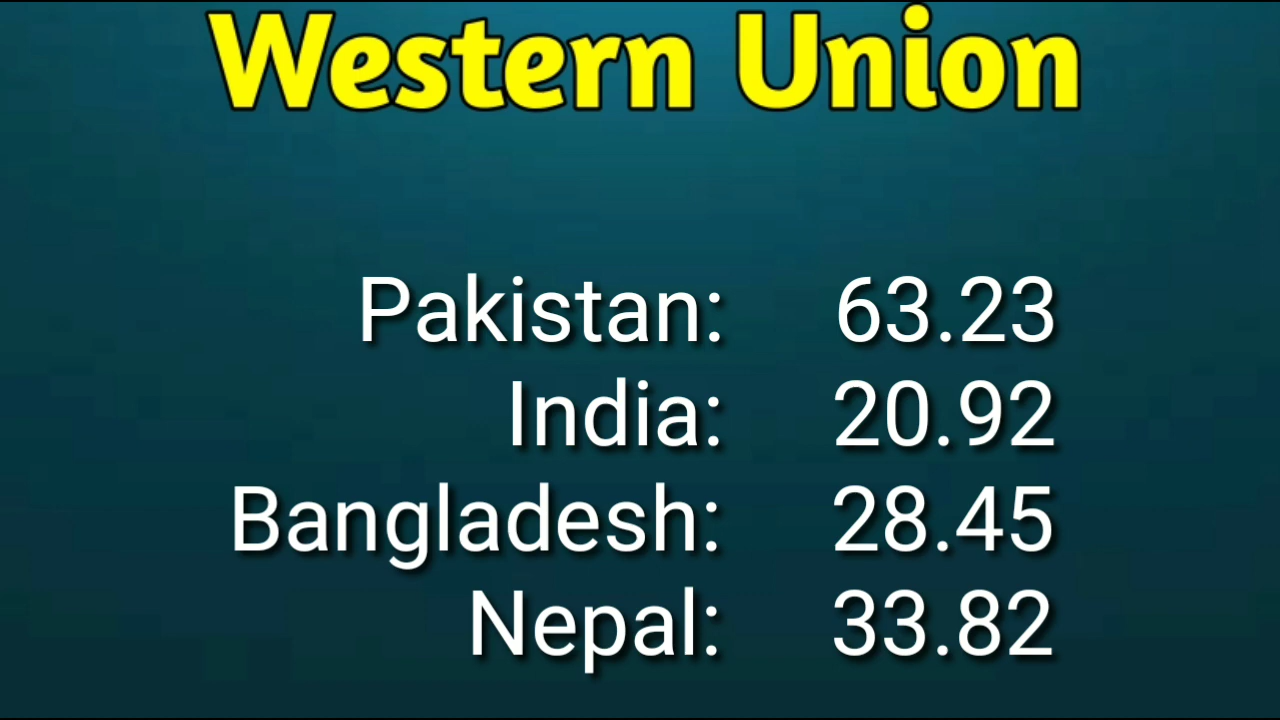 Western Union
Pakistan: 63.23
India: 20.92
Bangladesh: 28.45
Nepal: 33.82